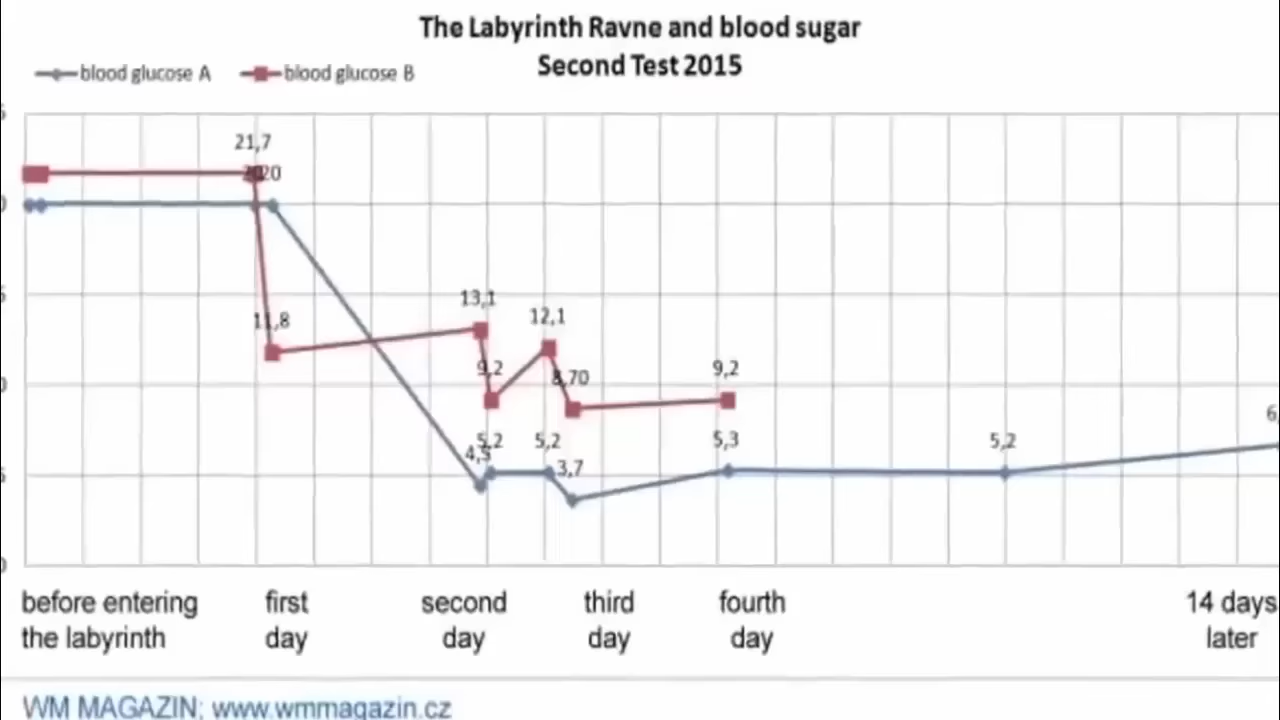 The Labyrinth Ravne and blood sugar
Second Test 2015
blood glucose A
blood glucose B
21,7
20
11,8
13,1
12,1
9,2
8,70
9,2
4,5
5,2
5,2
3,7
5,3
5,2
before entering
the labyrinth
first
day
second
day
third
day
fourth
day
14 days
later
WM MAGAZIN; www.wmmagazin.cz